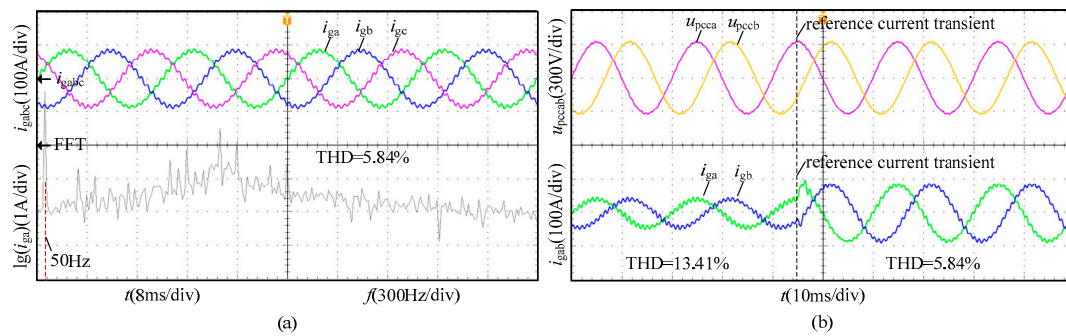 i_gabc(100A/div)
lg(i_ga)(1A/div)
T
i_ga
i_gb
i_gc
i_gabc
FFT
THD=5.84%
50Hz
t(8ms/div)
f(300Hz/div)
(a)
u_pccab(300V/div)
i_gab(100A/div)
T
u_pcca
u_pccb
reference current transient
reference current transient
i_ga
i_gb
THD=13.41%
THD=5.84%
t(10ms/div)
(b)